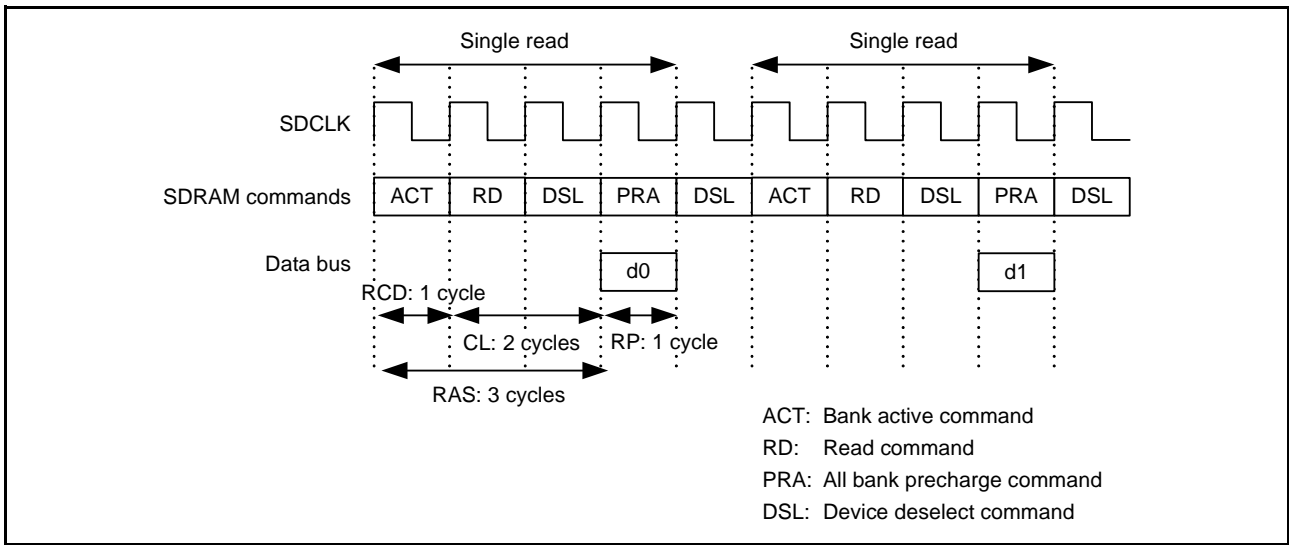 Single read Single read
SDCLK
SDRAM commands ACT RD DSL PRA DSL ACT RD DSL PRA DSL
Data bus d0 d1
RCD: 1 cycle
CL: 2 cycles RP: 1 cycle
RAS: 3 cycles
ACT: Bank active command
RD: Read command
PRA: All bank precharge command
DSL: Device deselect command